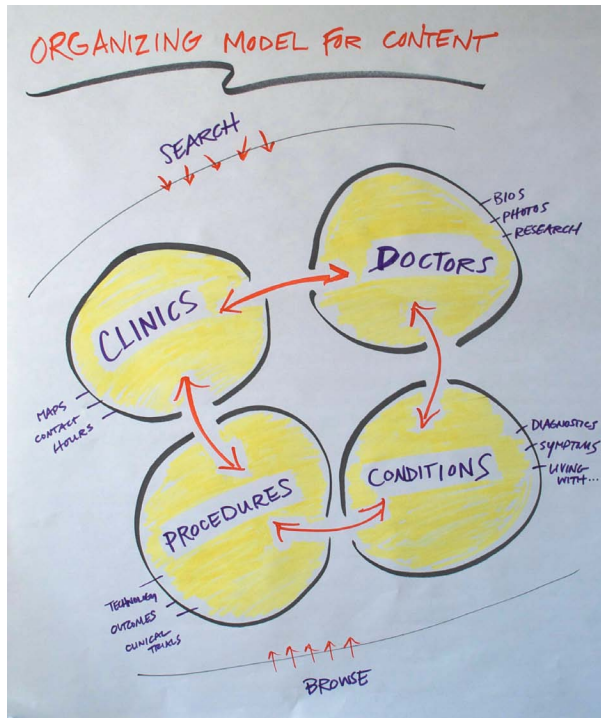 ORGANIZING MODEL FOR CONTENT
SEARCH
BIOS
PHOTOS
RESEARCH
DOCTORS
CLINICS
MAPS
CONTACT
HOURS
DIAGNOSTICS
SYMPTOMS
LIVING
WITH...
CONDITIONS
PROCEDURES
TECHNOLOGY
OUTCOMES
CLINICAL
TRIALS
BROWSE